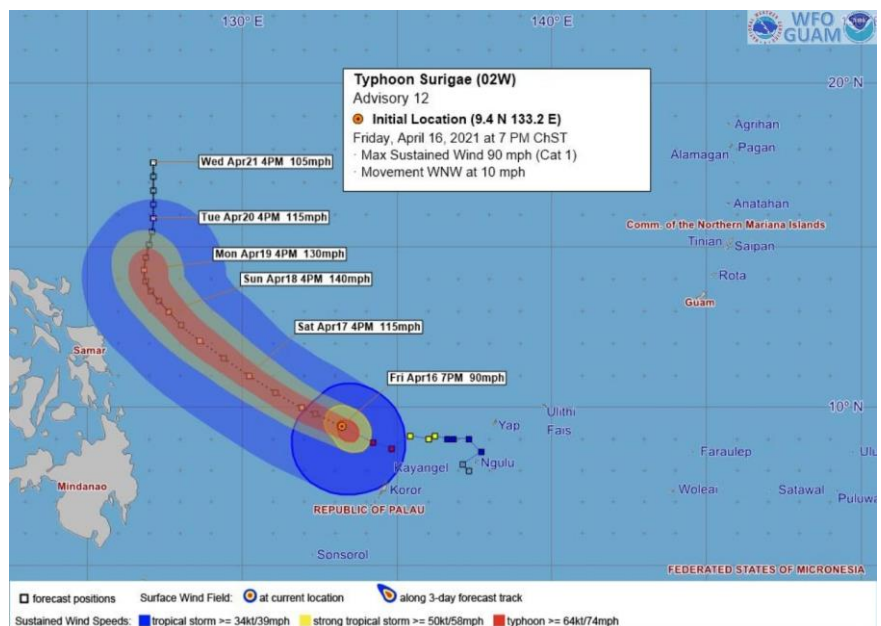 130° E
140° E
WFO
GUAM
Typhoon Surigae (02W)
Advisory 12
Initial Location (9.4 N 133.2 E)
Friday, April 16, 2021 at 7 PM ChST
· Max Sustained Wind 90 mph (Cat 1)
· Movement WNW at 10 mph
20° N
Agrihan
Pagan
Alamagan
Wed Apr21 4PM 105mph
Anatahan
Tue Apr20 4PM 115mph
Comm. of the Northern Mariana Islands
Tinian
Saipan
Mon Apr19 4PM 130mph
Rota
Sun Apr18 4PM 140mph
Guam
Sat Apr17 4PM 115mph
Samar
Fri Apr16 7PM 90mph
10° N
Ulithi
Yap
Fais
Faraulep
Ulu
Ngulu
Kayangel
Mindanao
Koror
Woleai
Satawal
Puluwa
REPUBLIC OF PALAU
Sonsorol
FEDERATED STATES OF MICRONESIA
forecast positions
Surface Wind Field:
at current location
along 3-day forecast track
Sustained Wind Speeds:
tropical storm >= 34kt/39mph
strong tropical storm >= 50kt/58mph
typhoon >= 64kt/74mph